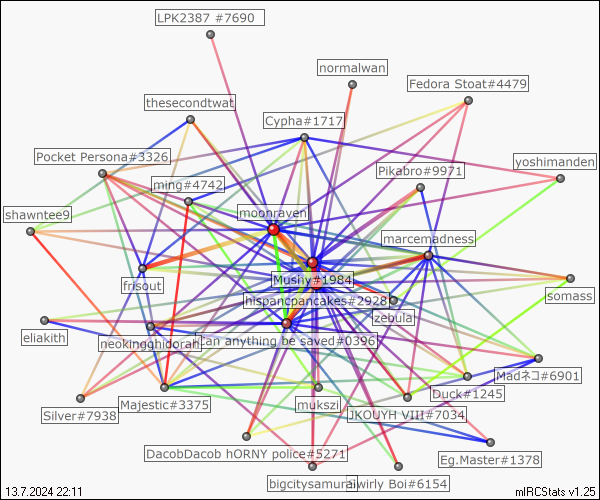 LPK2387 #7690
normalwan
Fedora Stoat#4479
thesecondtwat
Cypha#1717
Pocket Persona#3326
Pikabro#9971
yoshimanden
ming#4742
shawntee9
moonraven
marcemadness
Mushy#1984
frisout
somass
hispancpancakes#2928
zebula
eliakith
neokingghidorah
can anything be saved#0396
Madネコ#6901
Silver#7938
Majestic#3375
mukszi
Duck#1245
JKOUYH VIII#7034
DacobDacob hORNY police#5271
Eg.Master#1378
bigcitysamurai
wirly Boi#6154
13.7.2024 22:11
mIRCStats v1.25